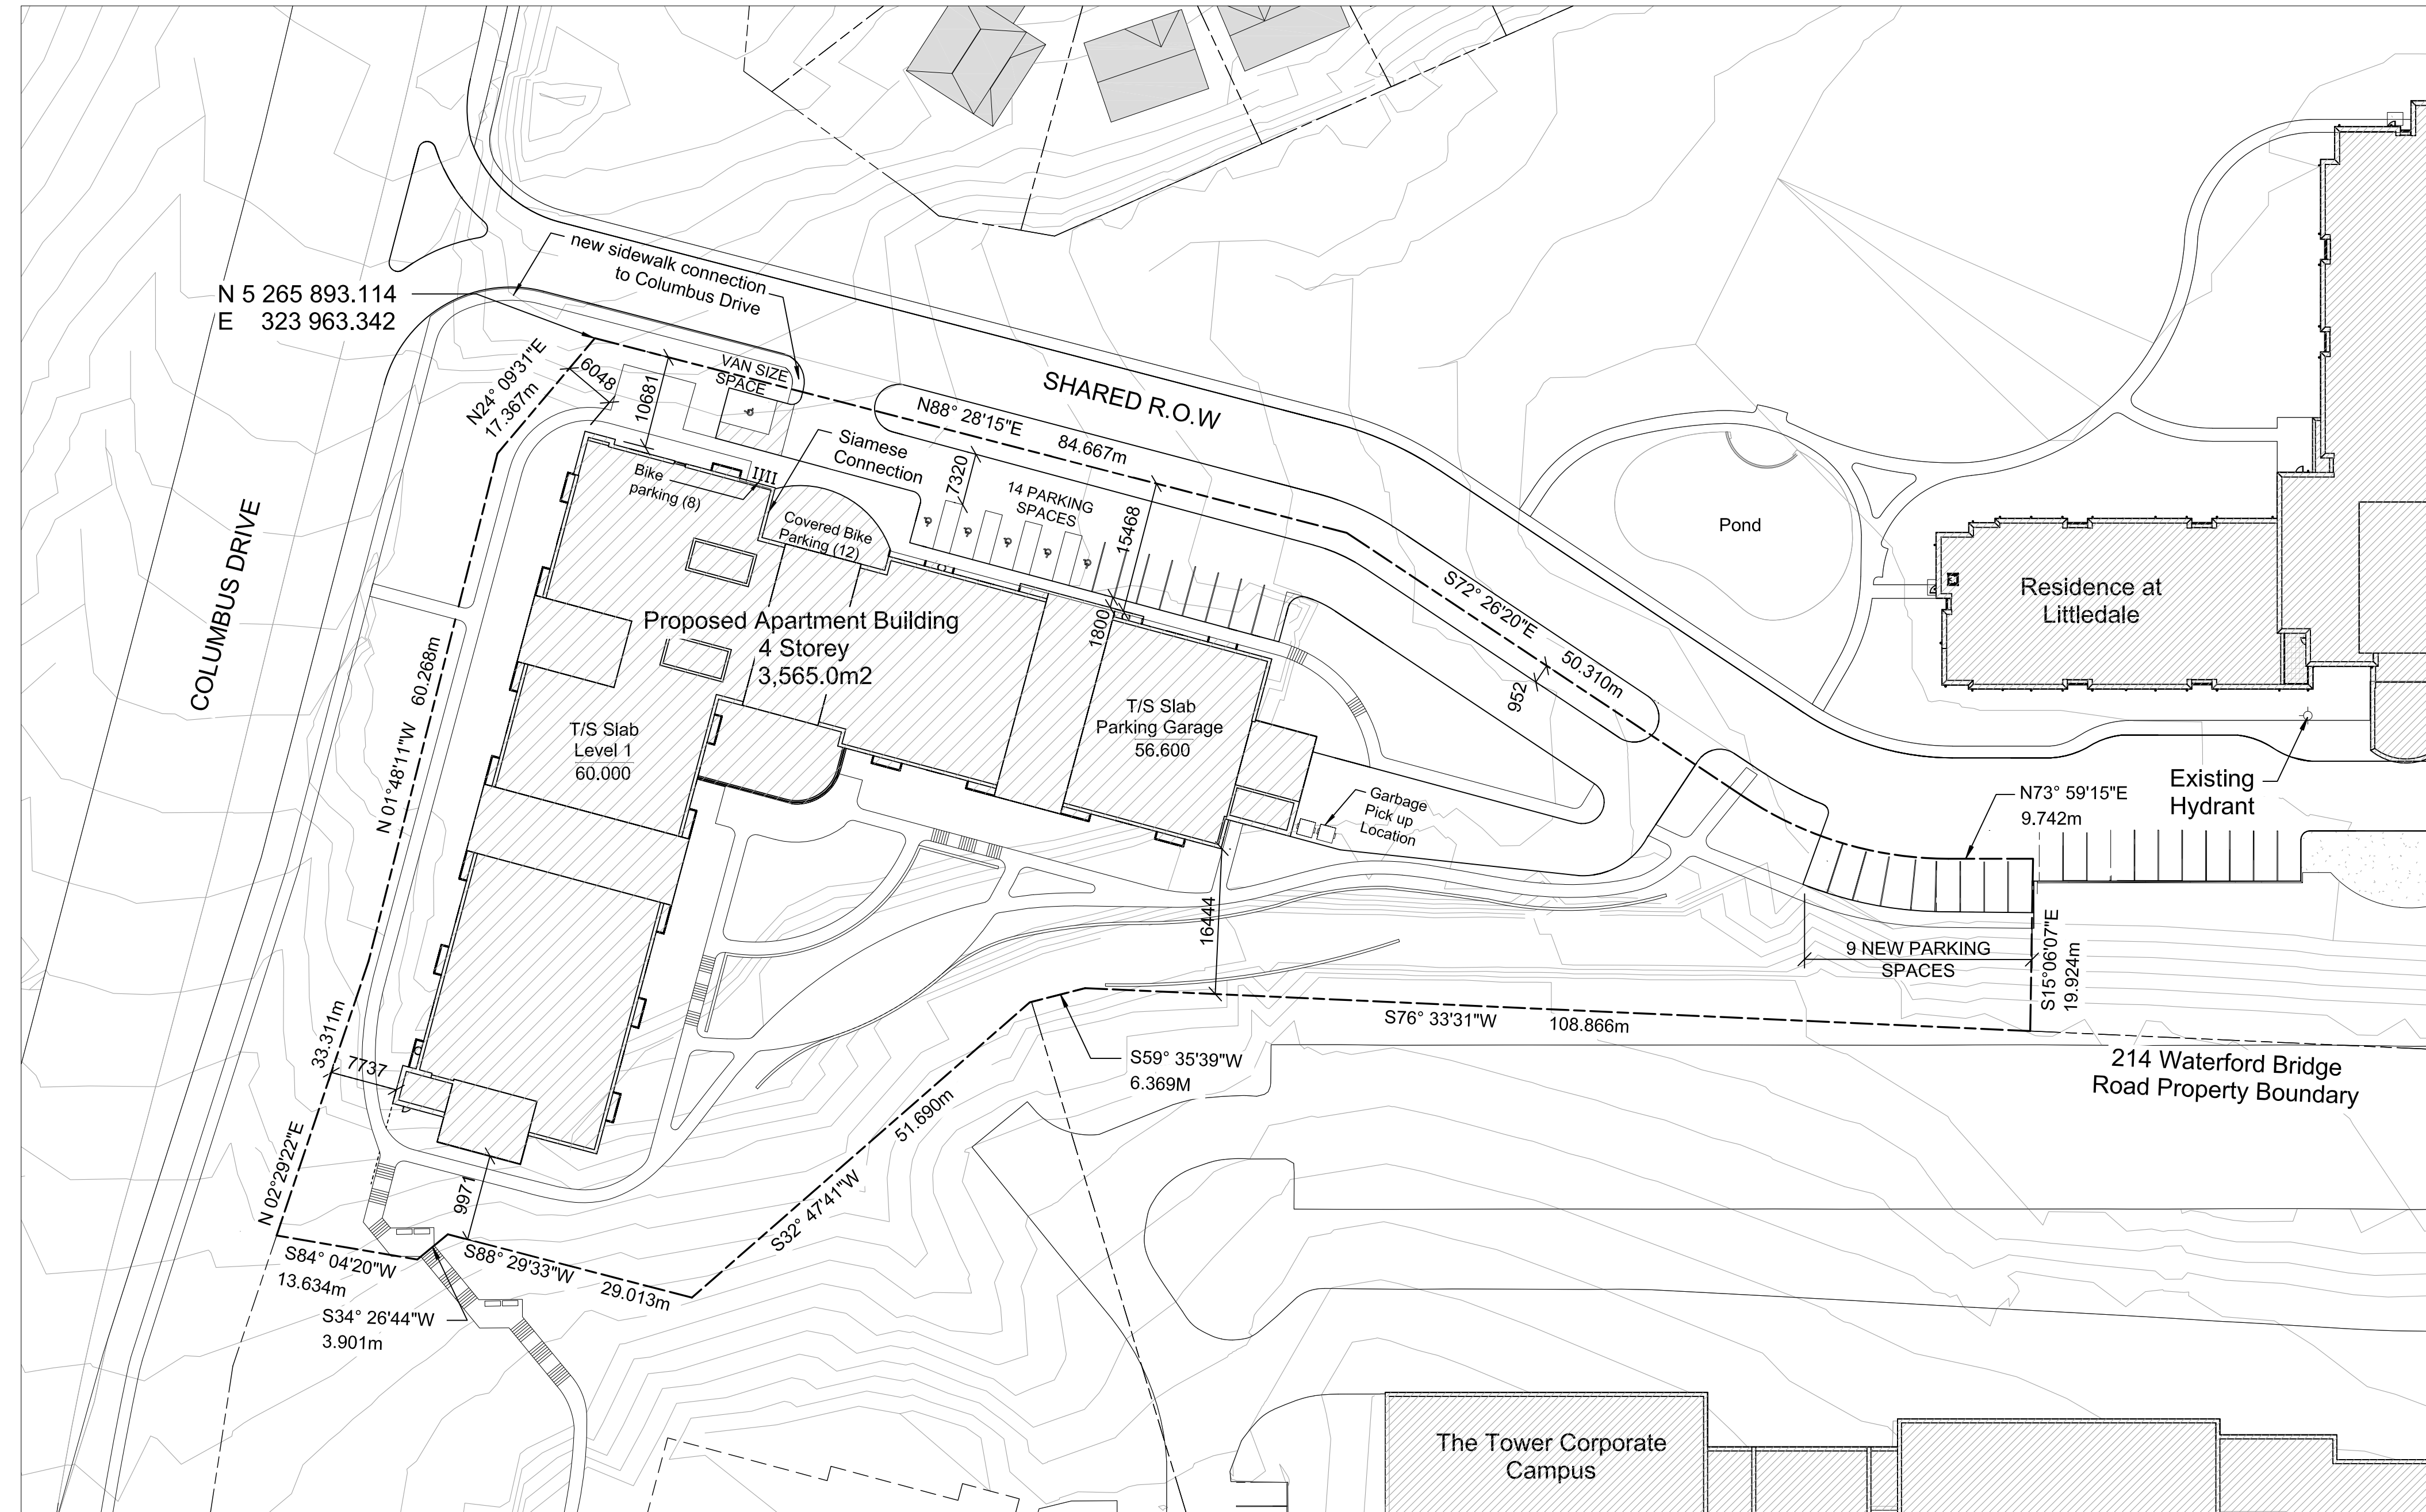 new sidewalk connection
to Columbus Drive
N 5 265 893.114
E 323 963.342
N24° 09'31"E
17.367m
6048
10681
VAN SIZE
SPACE
SHARED R.O.W
N88° 28'15"E 84.667m
Siamese
Connection
7320
14 PARKING
SPACES
15468
Bike
parking (8)
Covered Bike
Parking (12)
Pond
COLUMBUS DRIVE
Proposed Apartment Building
4 Storey
3,565.0m2
1800
S72° 26'20"E 50.310m
952
Residence at
Littledale
N 01°48'11"W 60.268m
T/S Slab
Level 1
60.000
T/S Slab
Parking Garage
56.600
Garbage
Pick up
Location
Existing
Hydrant
N73° 59'15"E
9.742m
16444
9 NEW PARKING
SPACES
S15°06'07"E
19.924m
S76° 33'31"W 108.866m
214 Waterford Bridge
Road Property Boundary
S59° 35'39"W
6.369M
N 02°29'22"E 33.311m
7737
9971
S32° 47'41"W 51.690m
S84° 04'20"W
13.634m
S88° 29'33"W 29.013m
S34° 26'44"W
3.901m
The Tower Corporate
Campus